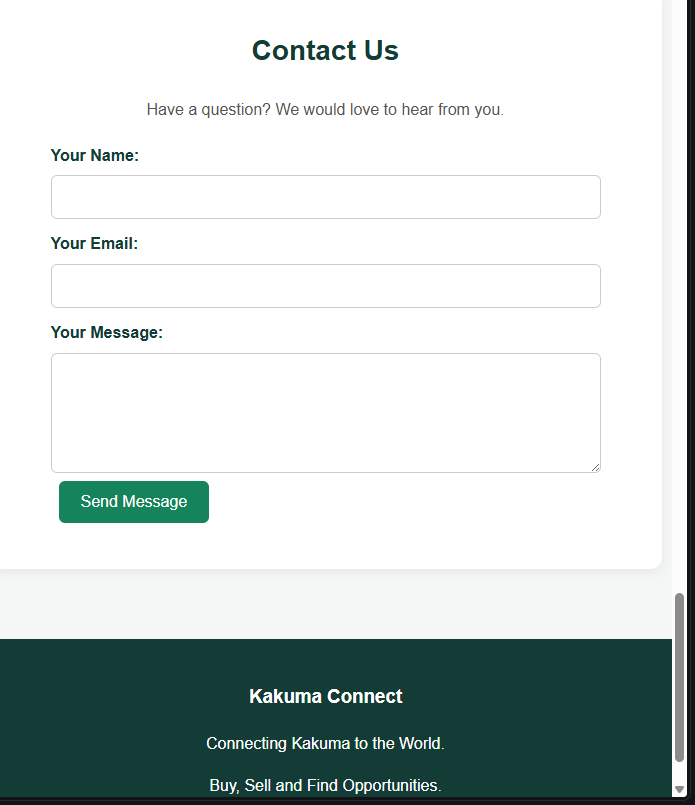 Contact Us
Have a question? We would love to hear from you.
Your Name:
Your Email:
Your Message:
Send Message
Kakuma Connect
Connecting Kakuma to the World.
Buy, Sell and Find Opportunities.